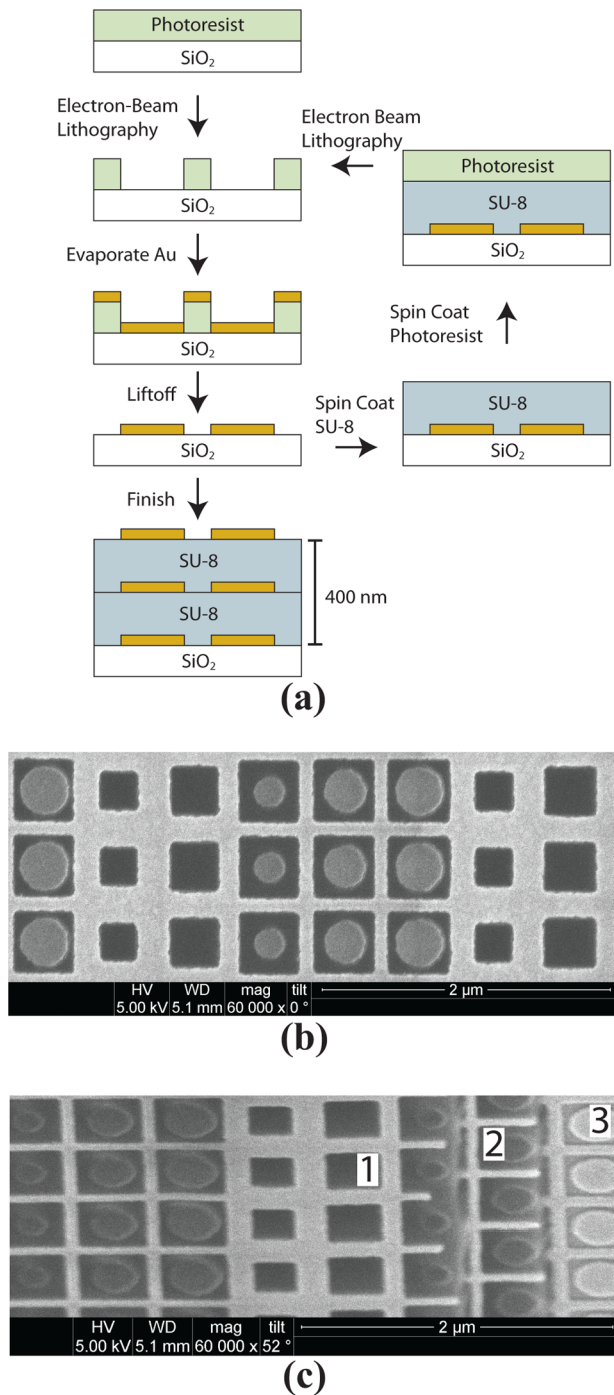 Photoresist
SiO₂
Electron-Beam
Lithography
SiO₂
Evaporate Au
SiO₂
Liftoff
SiO₂
Spin Coat
SU-8
SU-8
SiO₂
Spin Coat
Photoresist
Photoresist
SU-8
SiO₂
Electron Beam
Lithography
Finish
SU-8
SU-8
SiO₂
400 nm
(a)
HV WD mag tilt
5.00 kV 5.1 mm 60 000 x 0 ° 2 µm
(b)
1
2
3
HV WD mag tilt
5.00 kV 5.1 mm 60 000 x 52 ° 2 µm
(c)